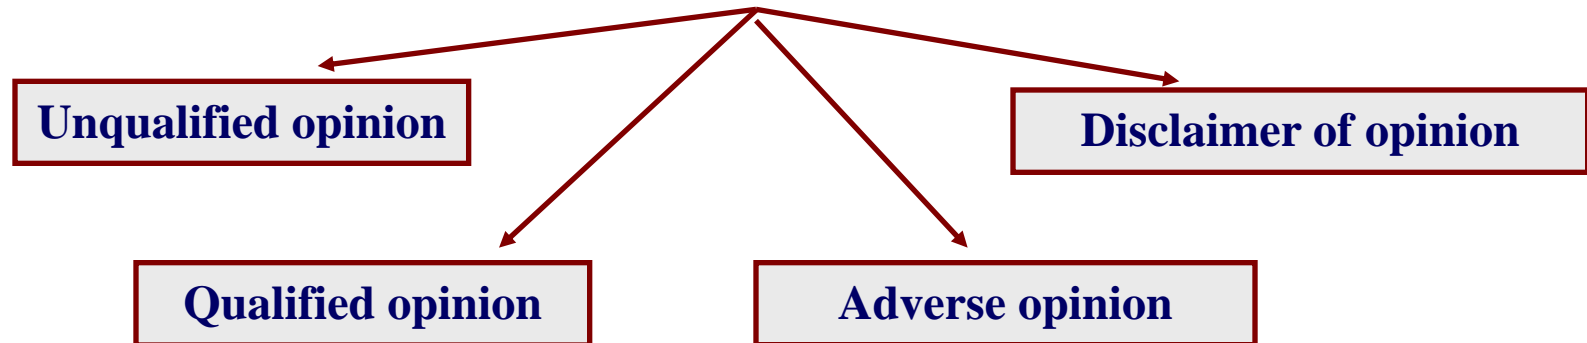 Unqualified opinion
Disclaimer of opinion
Qualified opinion
Adverse opinion